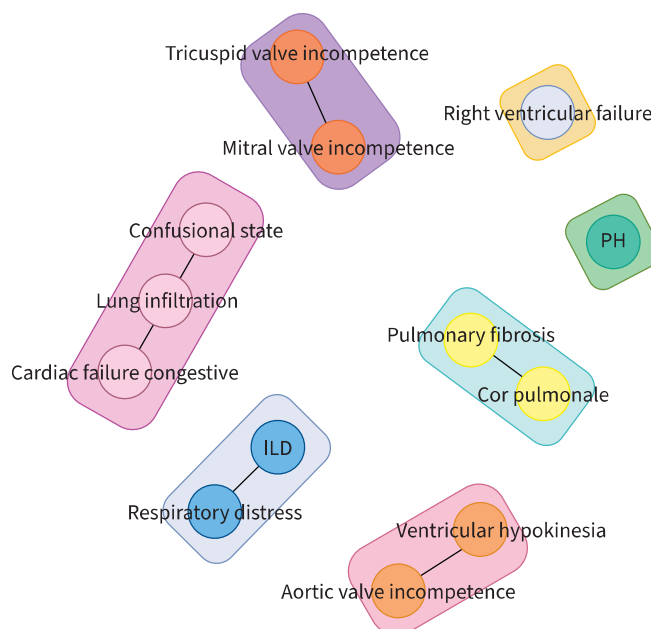 Tricuspid valve incompetence
Right ventricular failure
Mitral valve incompetence
Confusional state
PH
Lung infiltration
Pulmonary fibrosis
Cardiac failure congestive
Cor pulmonale
ILD
Respiratory distress
Ventricular hypokinesia
Aortic valve incompetence